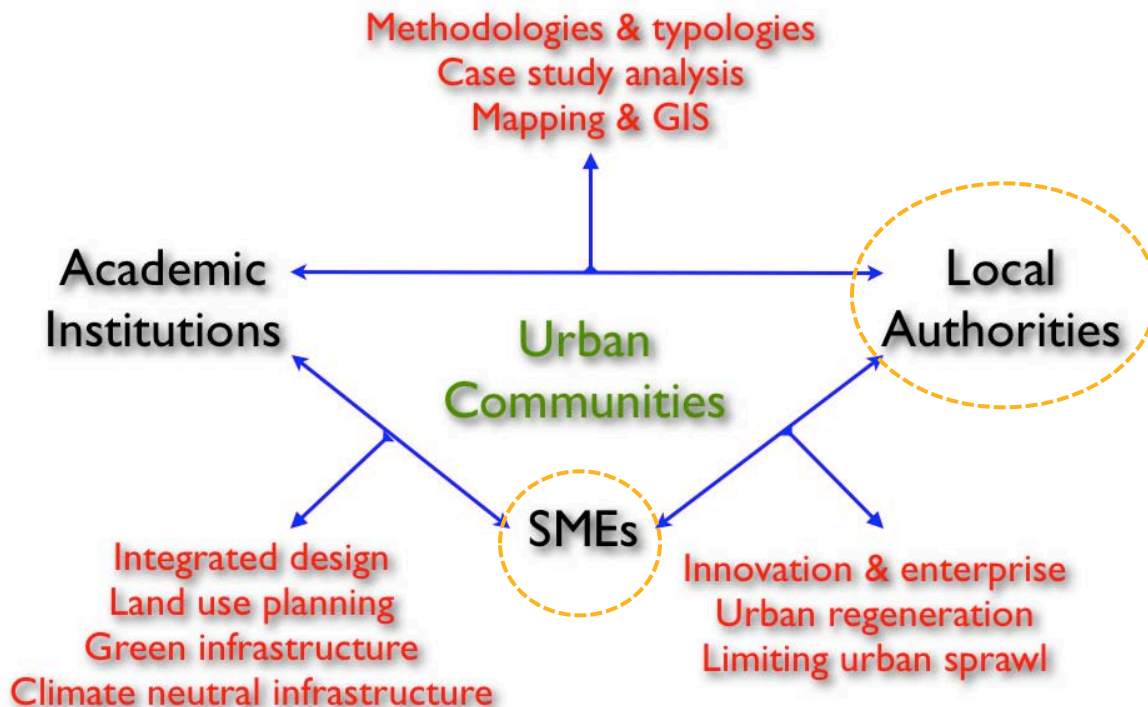 Methodologies & typologies
Case study analysis
Mapping & GIS
Academic
Institutions
Local
Authorities
Urban
Communities
SMEs
Integrated design
Land use planning
Green infrastructure
Climate neutral infrastructure
Innovation & enterprise
Urban regeneration
Limiting urban sprawl